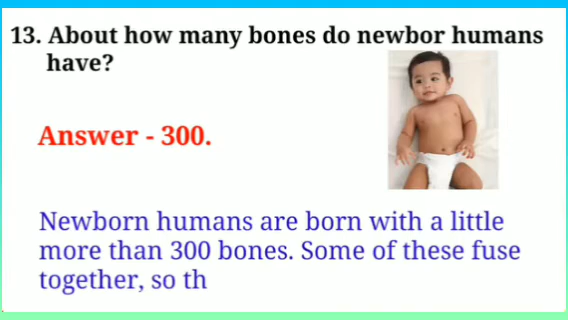 13. About how many bones do newbor humans
have?
Answer - 300.
Newborn humans are born with a little
more than 300 bones. Some of these fuse
together, so th